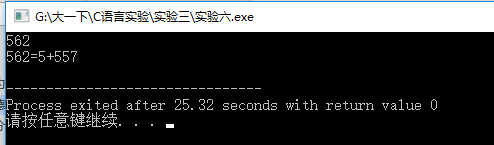 G:\大一下\C语言实验\实验三\实验六.exe
562
562=5+557
--------------------------------
Process exited after 25.32 seconds with return value 0
请按任意键继续. . .